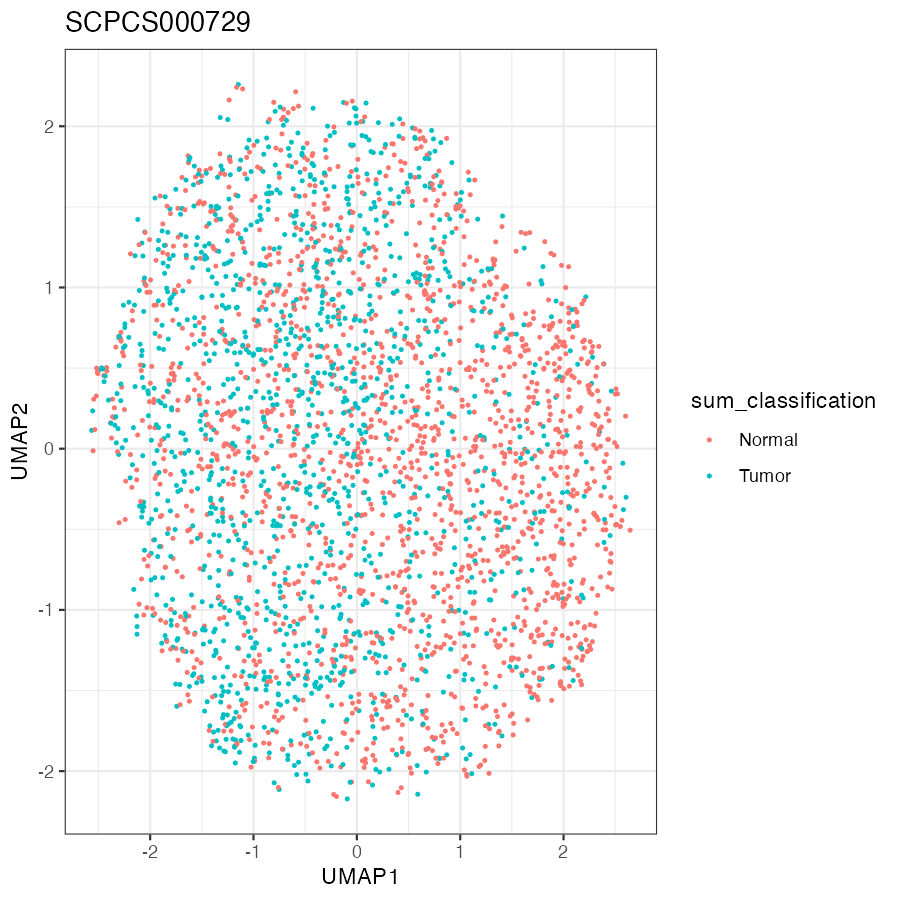 SCPCS000729
2
1
0
-1
-2
UMAP2
-2 -1 0 1 2
UMAP1
sum_classification
Normal
Tumor